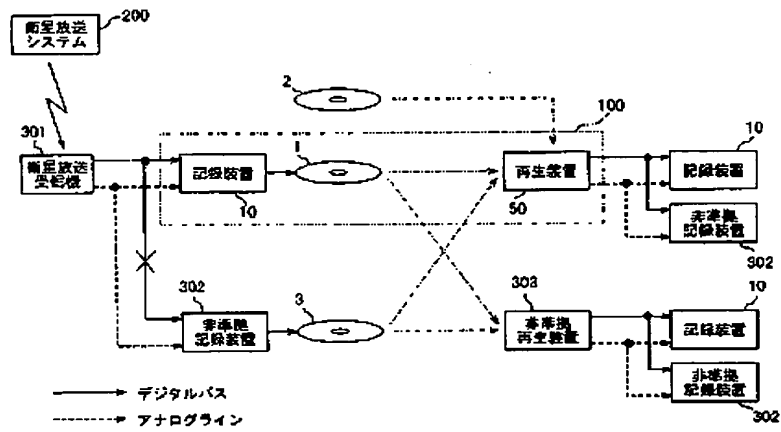 200
衛星放送
システム
2
100
301
1
10
衛星放送
受信機
記録装置
再生装置
記録装置
10
50
非準拠
記録装置
302
302
3
303
10
非準拠
記録装置
非準拠
再生装置
記録装置
非準拠
記録装置
302
デジタルバス
アナログライン